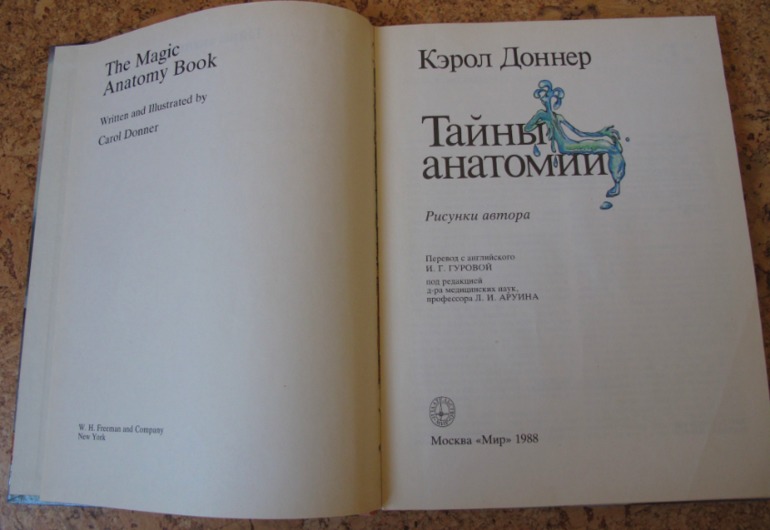 The Magic
Anatomy Book
Written and Illustrated by
Carol Donner
W. H. Freeman and Company
New York
Кэрол Доннер
Тайны
анатомии
Рисунки автора
Перевод с английского
И. Г. ГУРОВОЙ
под редакцией
д-ра медицинских наук,
профессора Л. И. АРУИНА
Москва «Мир» 1988